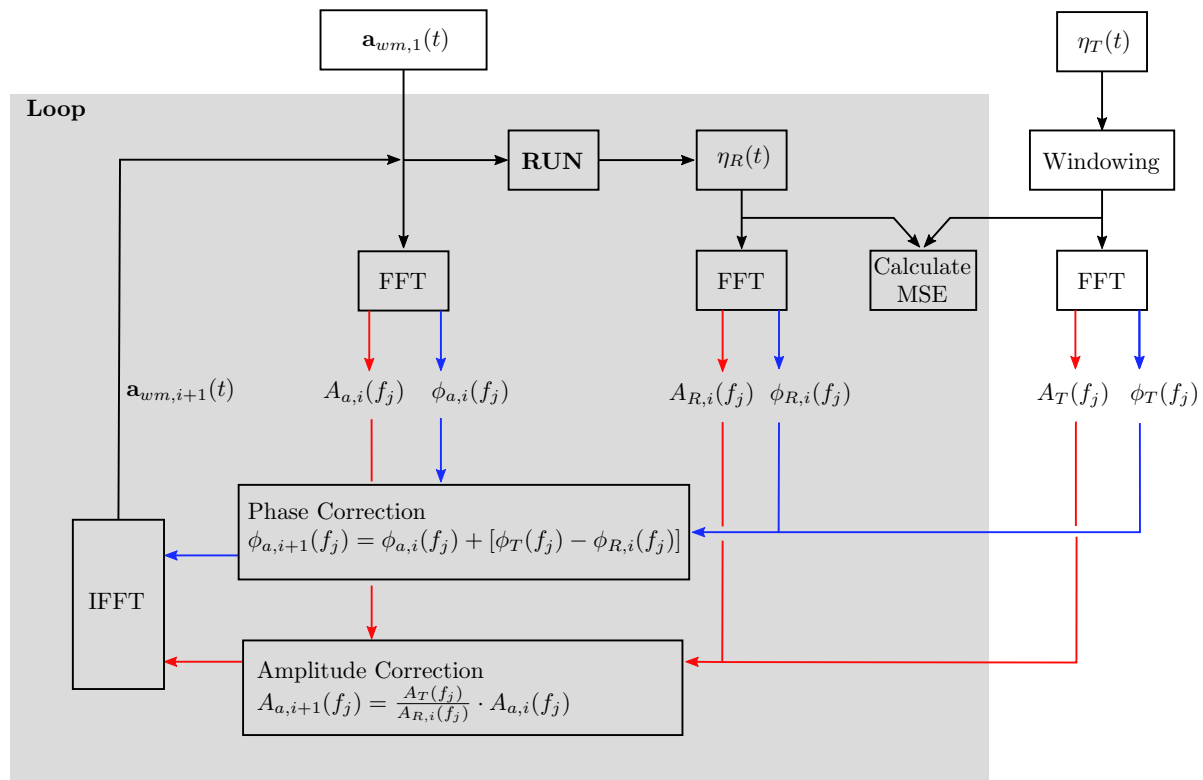 𝐚_{wm,1}(t)
η_T(t)
Loop
RUN
η_R(t)
Windowing
FFT
FFT
Calculate
MSE
FFT
𝐚_{wm,i+1}(t)
A_{a,i}(f_j)
ϕ_{a,i}(f_j)
A_{R,i}(f_j)
ϕ_{R,i}(f_j)
A_T(f_j)
ϕ_T(f_j)
Phase Correction
ϕ_{a,i+1}(f_j) = ϕ_{a,i}(f_j) + [ϕ_T(f_j) − ϕ_{R,i}(f_j)]
IFFT
Amplitude Correction
A_{a,i+1}(f_j) = \frac{A_T(f_j)}{A_{R,i}(f_j)} · A_{a,i}(f_j)